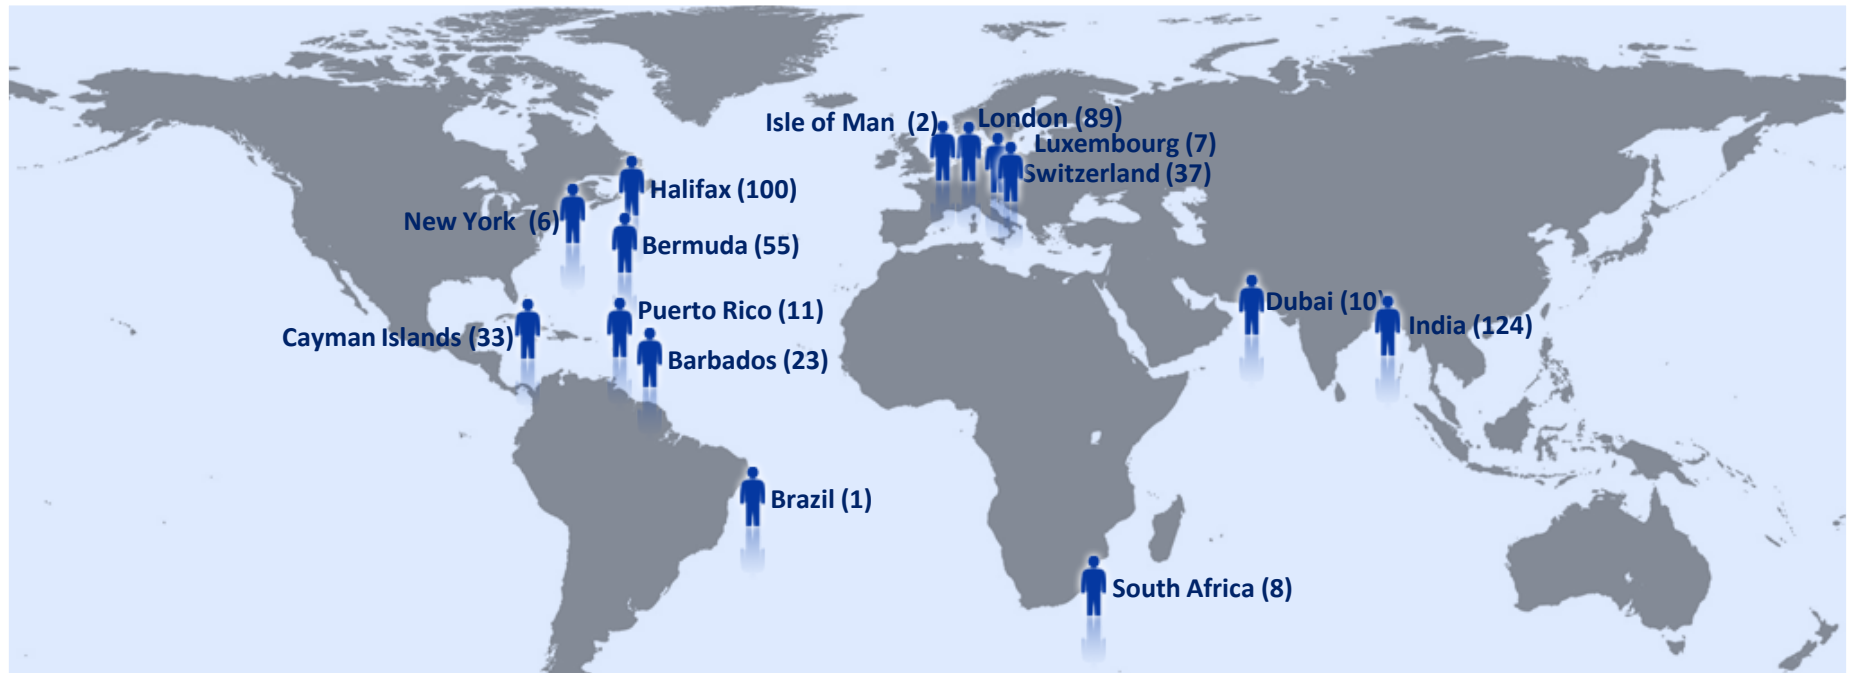 Isle of Man (2)
London (89)
Luxembourg (7)
Switzerland (37)
Halifax (100)
New York (6)
Bermuda (55)
Dubai (10)
Puerto Rico (11)
India (124)
Cayman Islands (33)
Barbados (23)
Brazil (1)
South Africa (8)